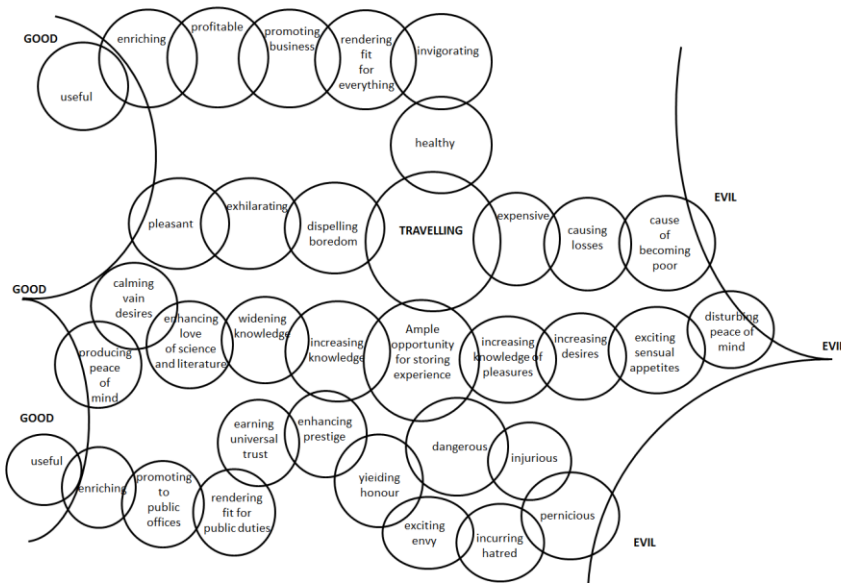 GOOD
useful
enriching
profitable
promoting
business
rendering
fit
for
everything
invigorating
healthy
pleasant
exhilarating
dispelling
boredom
TRAVELLING
expensive
causing
losses
cause
of
becoming
poor
EVIL
GOOD
calming
vain
desires
producing
peace
of
mind
enhancing
love
of science
and literature
widening
knowledge
increasing
knowledge
Ample
opportunity
for storing
experience
increasing
knowledge of
pleasures
increasing
desires
exciting
sensual
appetites
disturbing
peace of
mind
EVIL
GOOD
useful
enriching
promoting
to
public
offices
rendering
fit for
public duties
earning
universal
trust
enhancing
prestige
yieiding
honour
dangerous
injurious
exciting
envy
incurring
hatred
pernicious
EVIL